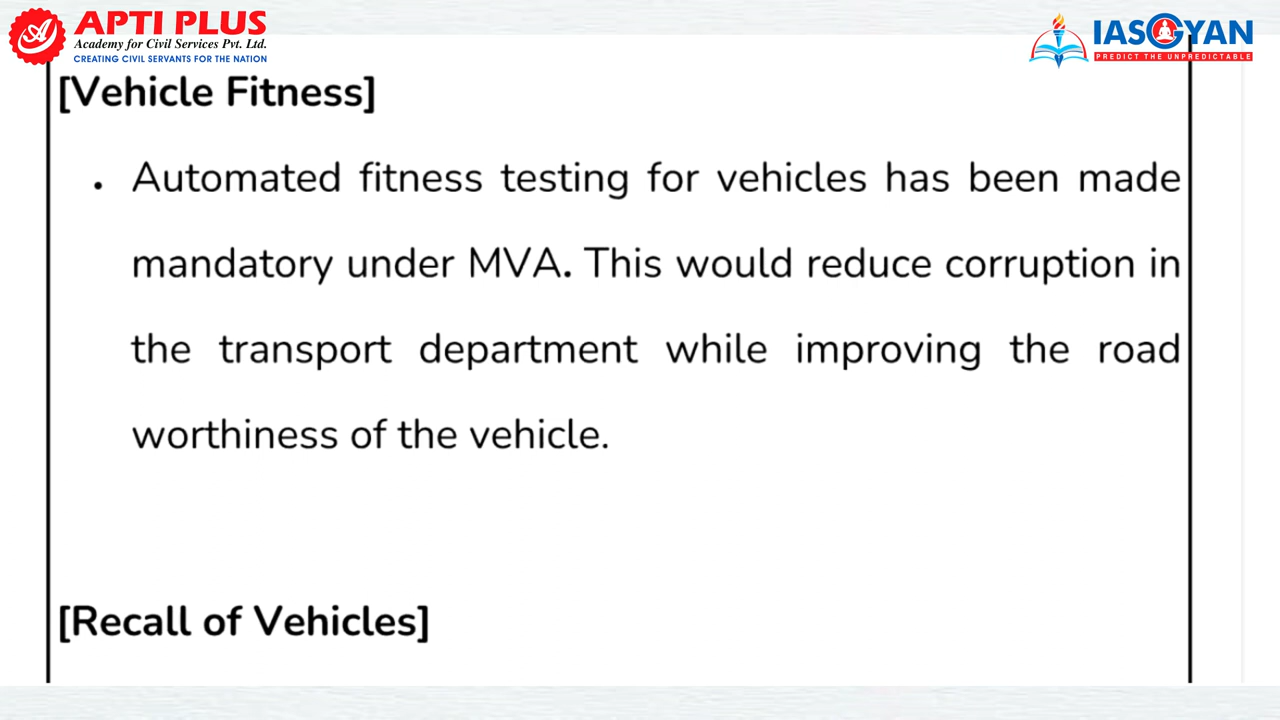 APTI PLUS
Academy for Civil Services Pvt. Ltd.
CREATING CIVIL SERVANTS FOR THE NATION
IASGYAN
PREDICT THE UNPREDICTABLE
[Vehicle Fitness]
• Automated fitness testing for vehicles has been made
mandatory under MVA. This would reduce corruption in
the transport department while improving the road
worthiness of the vehicle.
[Recall of Vehicles]